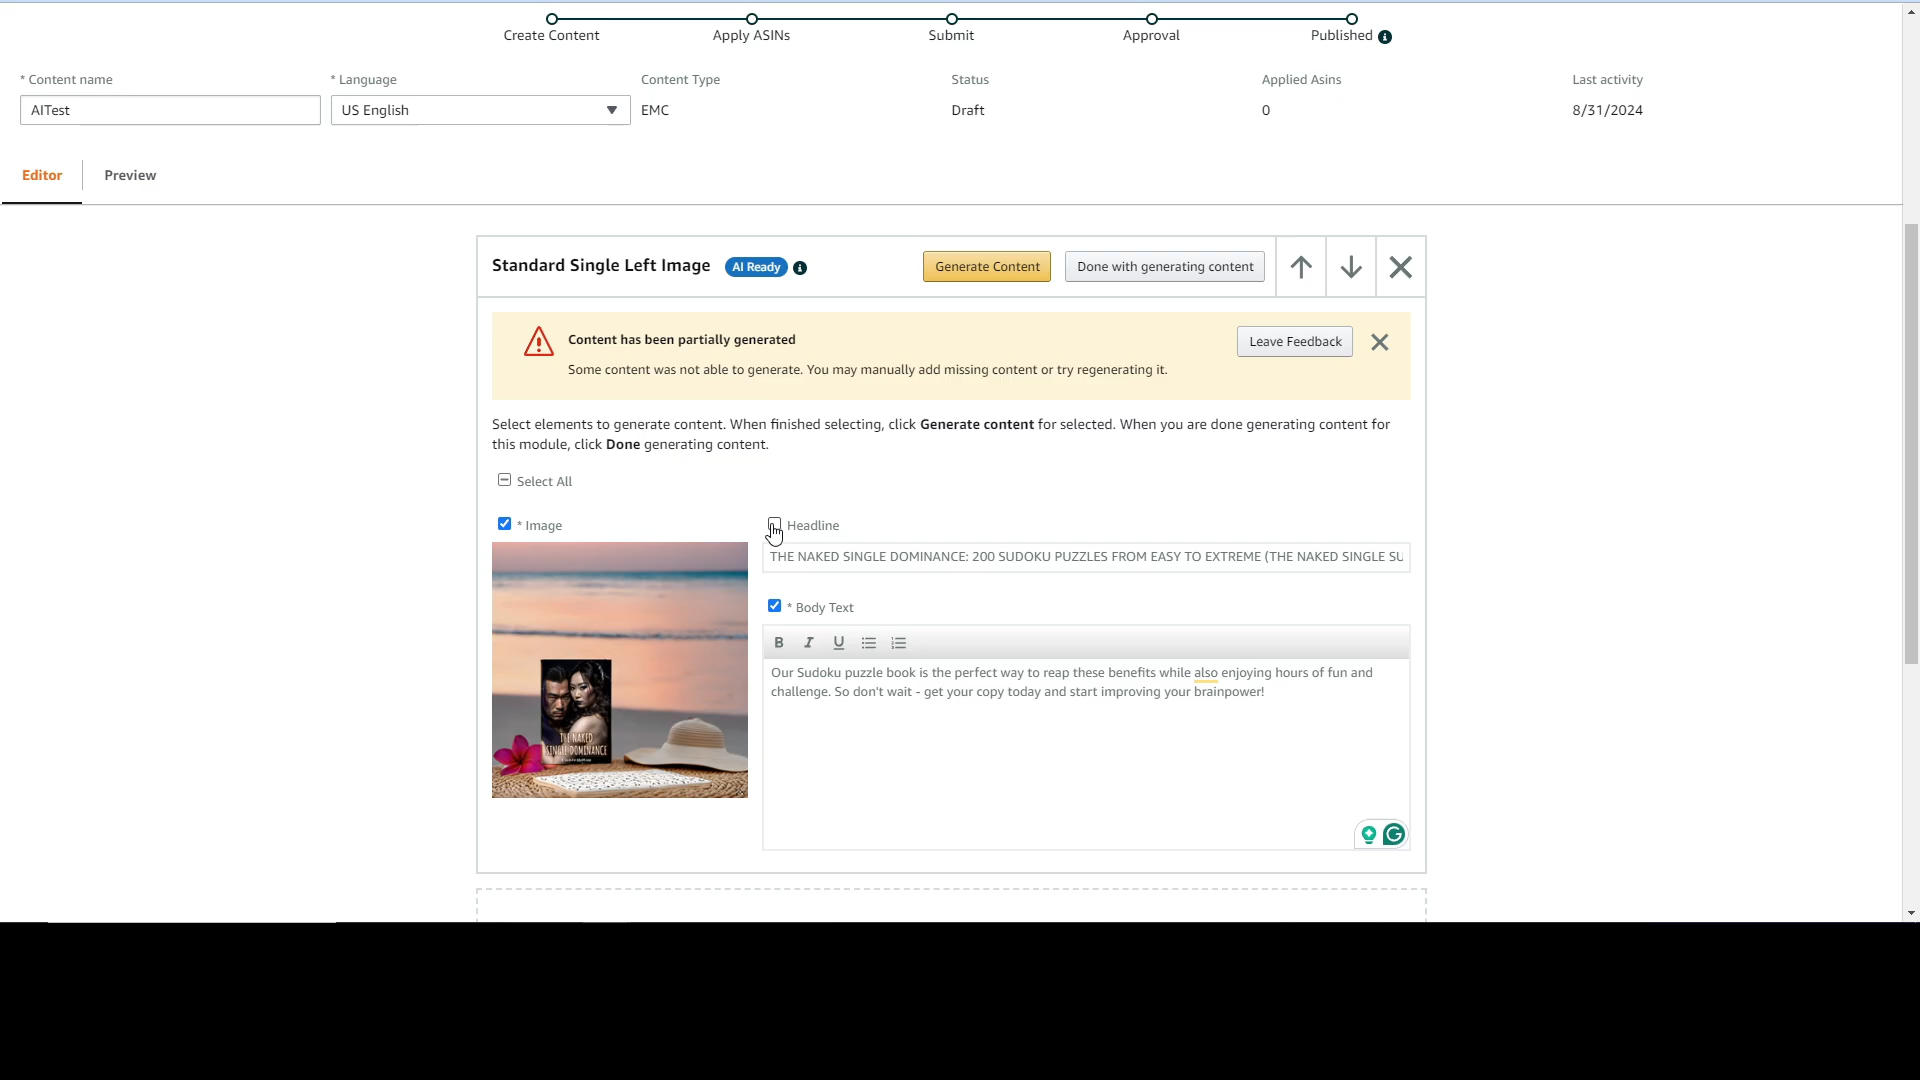 Create Content
Apply ASINs
Submit
Approval
Published
* Content name
* Language
Content Type
Status
Applied Asins
Last activity
AITest
US English
EMC
Draft
0
8/31/2024
Editor
Preview
Standard Single Left Image
AI Ready
Generate Content
Done with generating content
Content has been partially generated
Leave Feedback
Some content was not able to generate. You may manually add missing content or try regenerating it.
Select elements to generate content. When finished selecting, click Generate content for selected. When you are done generating content for
this module, click Done generating content.
Select All
* Image
Headline
THE NAKED SINGLE DOMINANCE: 200 SUDOKU PUZZLES FROM EASY TO EXTREME (THE NAKED SINGLE SU
* Body Text
B I U
Our Sudoku puzzle book is the perfect way to reap these benefits while also enjoying hours of fun and
challenge. So don't wait - get your copy today and start improving your brainpower!
THE NAKED
SINGLE DOMINANCE